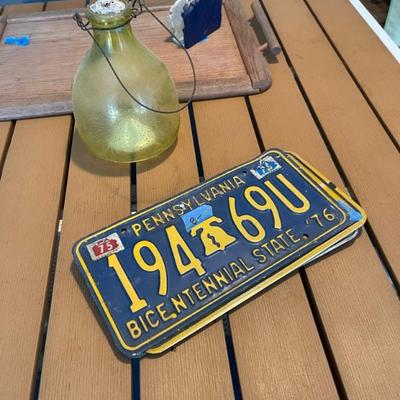 PENNSYLVANIA
75
194 69U
BICENTENNIAL STATE '76